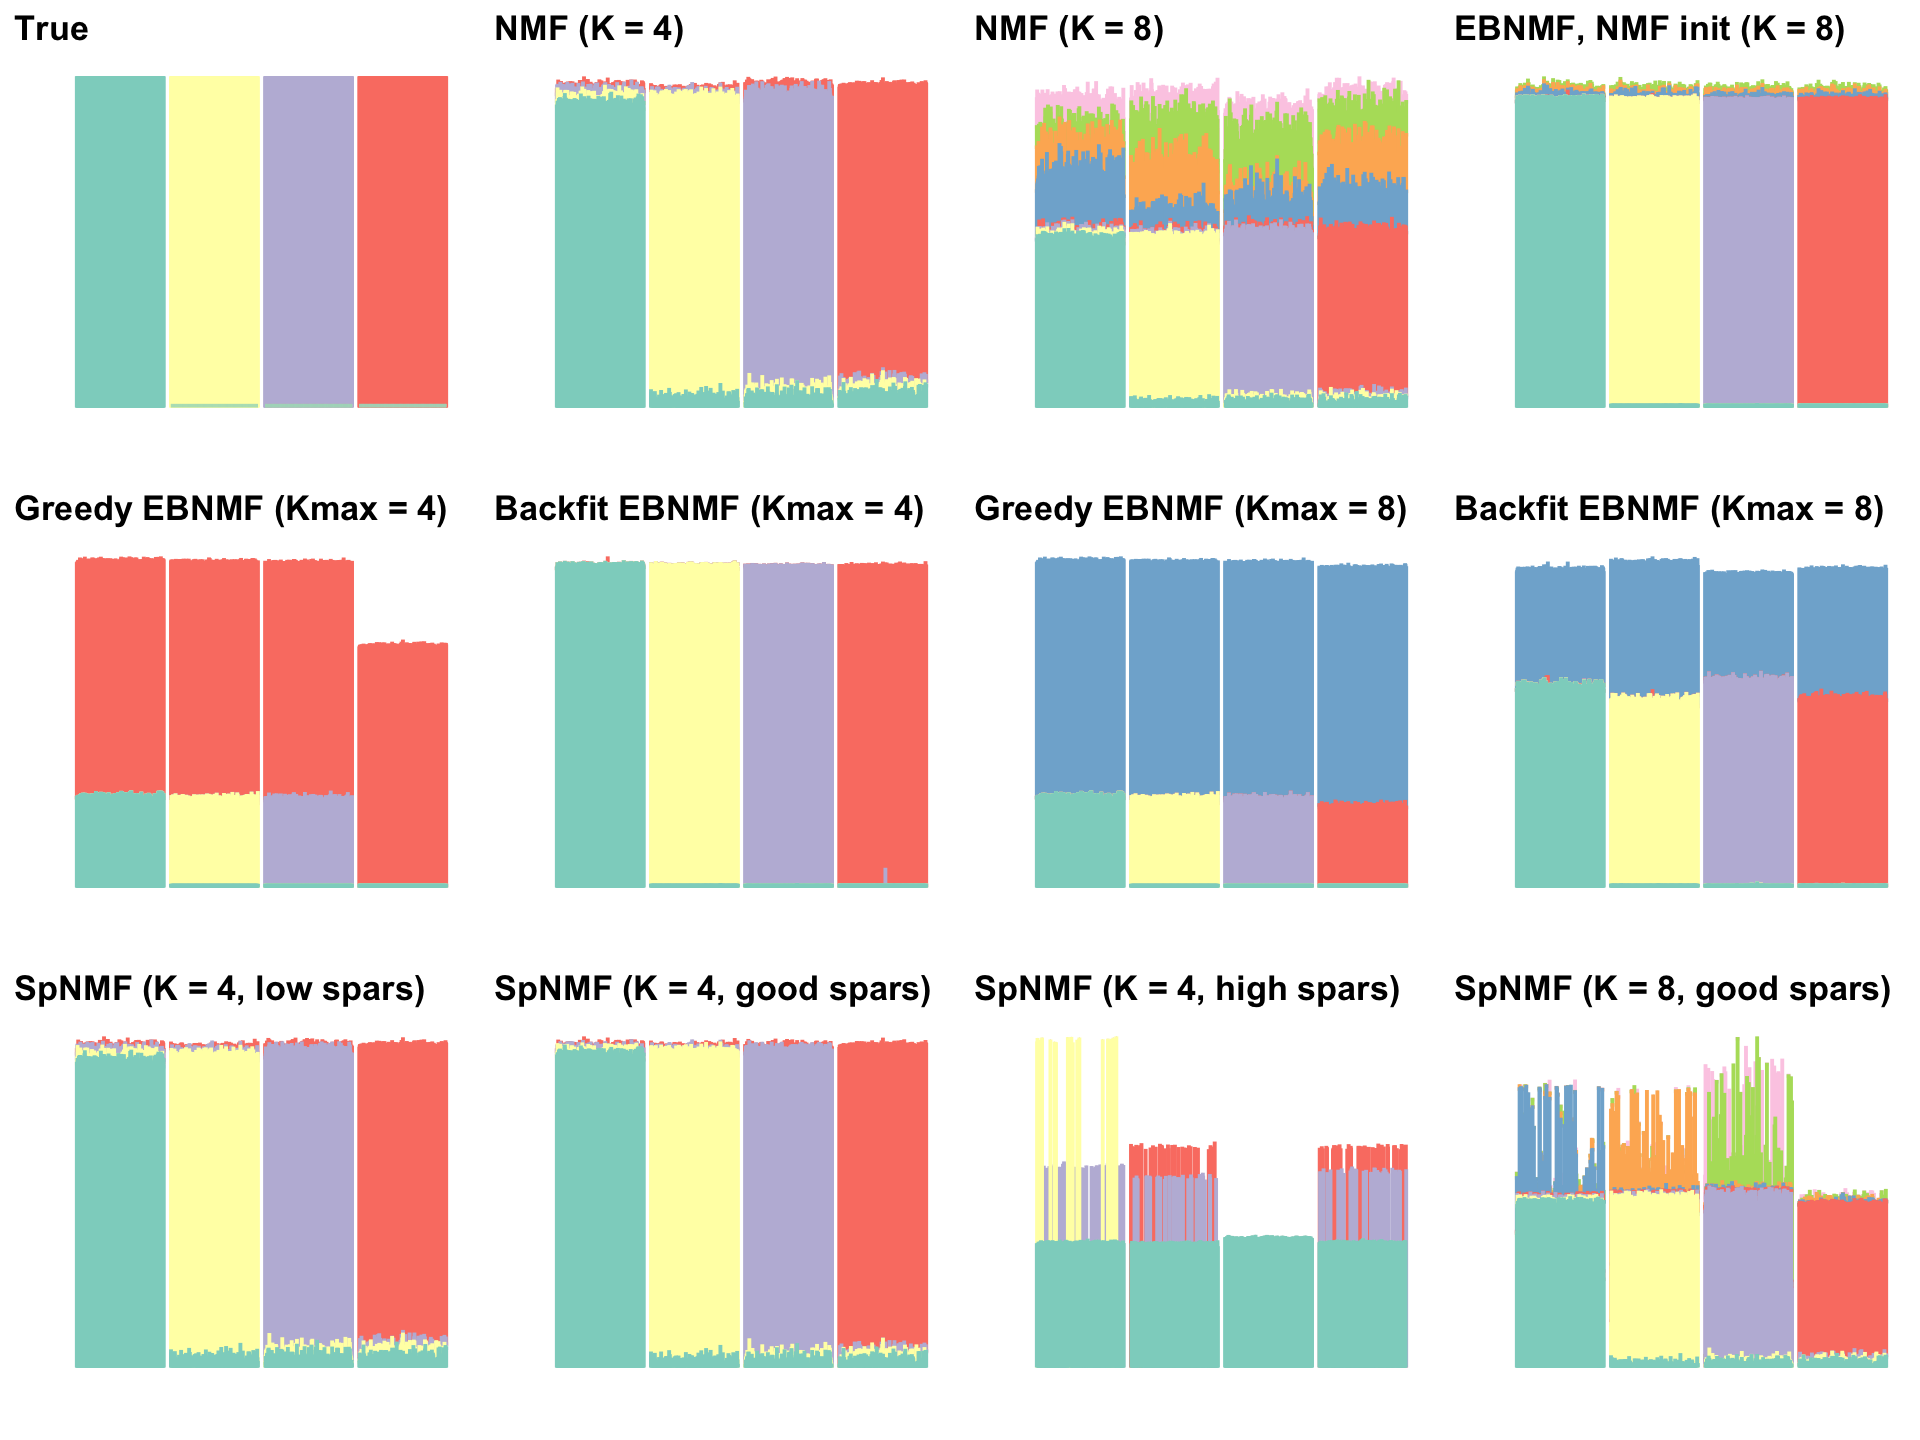 True
NMF (K = 4)
NMF (K = 8)
EBNMF, NMF init (K = 8)
Greedy EBNMF (Kmax = 4)
Backfit EBNMF (Kmax = 4)
Greedy EBNMF (Kmax = 8)
Backfit EBNMF (Kmax = 8)
SpNMF (K = 4, low spars)
SpNMF (K = 4, good spars)
SpNMF (K = 4, high spars)
SpNMF (K = 8, good spars)